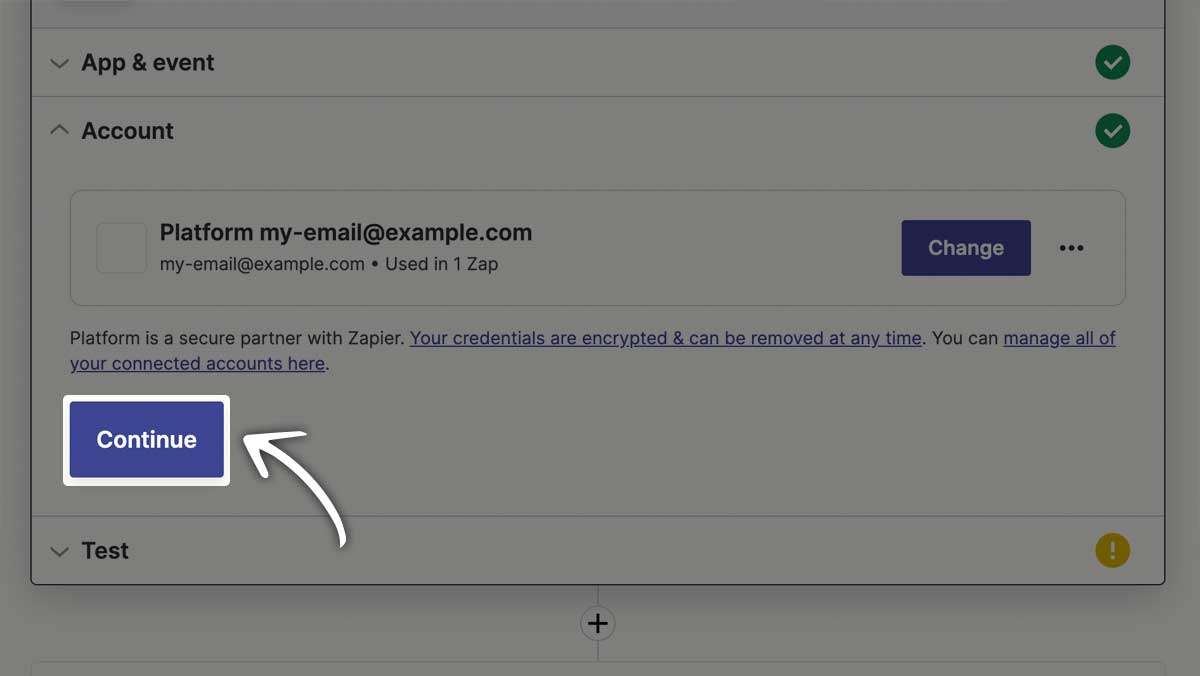 App & event
Account
Platform my-email@example.com
my-email@example.com • Used in 1 Zap
Change
Platform is a secure partner with Zapier. Your credentials are encrypted & can be removed at any time. You can manage all of
your connected accounts here.
Continue
Test